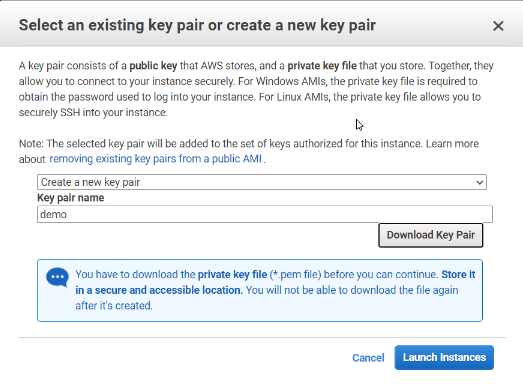 Select an existing key pair or create a new key pair
A key pair consists of a public key that AWS stores, and a private key file that you store. Together, they
allow you to connect to your instance securely. For Windows AMIs, the private key file is required to
obtain the password used to log into your instance. For Linux AMIs, the private key file allows you to
securely SSH into your instance.
Note: The selected key pair will be added to the set of keys authorized for this instance. Learn more
about removing existing key pairs from a public AMI.
Create a new key pair
Key pair name
demo
Download Key Pair
You have to download the private key file (*.pem file) before you can continue. Store it
in a secure and accessible location. You will not be able to download the file again
after it's created.
Cancel Launch Instances